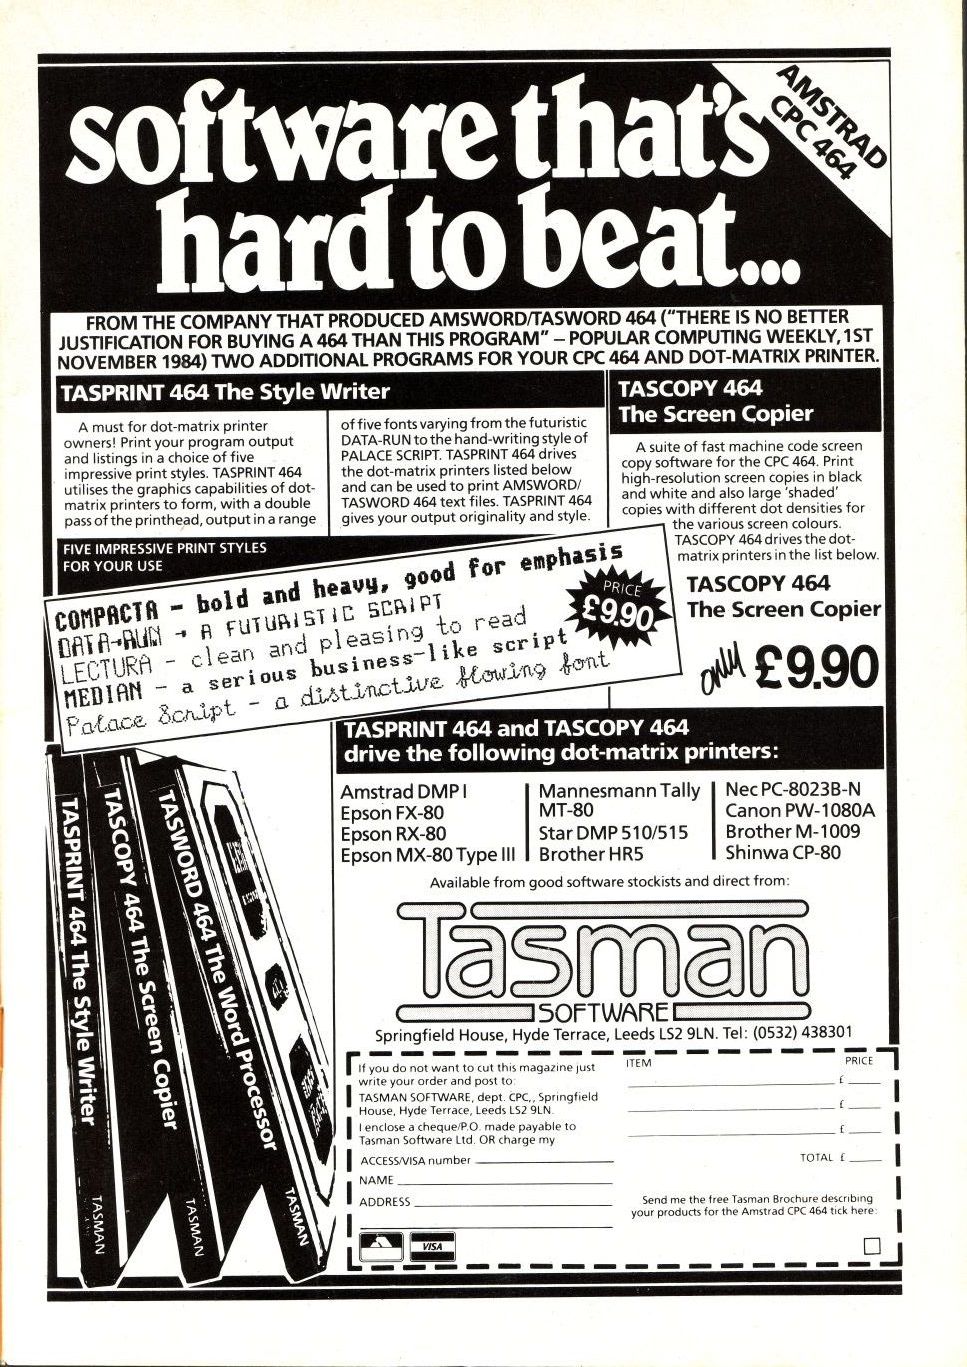 software that's
hard to beat...
AMSTRAD
CPC 464
FROM THE COMPANY THAT PRODUCED AMSWORD/TASWORD 464 ("THERE IS NO BETTER
JUSTIFICATION FOR BUYING A 464 THAN THIS PROGRAM" – POPULAR COMPUTING WEEKLY, 1ST
NOVEMBER 1984) TWO ADDITIONAL PROGRAMS FOR YOUR CPC 464 AND DOT-MATRIX PRINTER.
TASPRINT 464 The Style Writer
A must for dot-matrix printer
owners! Print your program output
and listings in a choice of five
impressive print styles. TASPRINT 464
utilises the graphics capabilities of dot-
matrix printers to form, with a double
pass of the printhead, output in a range
of five fonts varying from the futuristic
DATA-RUN to the hand-writing style of
PALACE SCRIPT. TASPRINT 464 drives
the dot-matrix printers listed below
and can be used to print AMSWORD/
TASWORD 464 text files. TASPRINT 464
gives your output originality and style.
FIVE IMPRESSIVE PRINT STYLES
FOR YOUR USE
COMPACTA – bold and heavy, good for emphasis
DATA-RUN – A FUTURISTIC SCRIPT
LECTURA – clean and pleasing to read
MEDIAN – a serious business-like script
Palace Script – a distinctive flowing font
PRICE
£9.90
TASCOPY 464
The Screen Copier
A suite of fast machine code screen
copy software for the CPC 464. Print
high-resolution screen copies in black
and white and also large 'shaded'
copies with different dot densities for
the various screen colours.
TASCOPY 464 drives the dot-
matrix printers in the list below.
TASCOPY 464
The Screen Copier
only £9.90
TASPRINT 464 and TASCOPY 464
drive the following dot-matrix printers:
Amstrad DMP1
Epson FX-80
Epson RX-80
Epson MX-80 Type III
Mannesmann Tally
MT-80
Star DMP 510/515
Brother HR5
Nec PC-8023B-N
Canon PW-1080A
Brother M-1009
Shinwa CP-80
Available from good software stockists and direct from:
Tasman
SOFTWARE
Springfield House, Hyde Terrace, Leeds LS2 9LN. Tel: (0532) 438301
TASPRINT 464 The Style Writer
TASMAN
TASCOPY 464 The Screen Copier
TASMAN
TASWORD 464 The Word Processor
TASMAN
If you do not want to cut this magazine just
write your order and post to:
TASMAN SOFTWARE, dept. CPC,, Springfield
House, Hyde Terrace, Leeds LS2 9LN.
I enclose a cheque/P.O. made payable to
Tasman Software Ltd. OR charge my
ACCESS/VISA number
NAME
ADDRESS
VISA
ITEM PRICE
£
£
£
TOTAL £
Send me the free Tasman Brochure describing
your products for the Amstrad CPC 464 tick here: